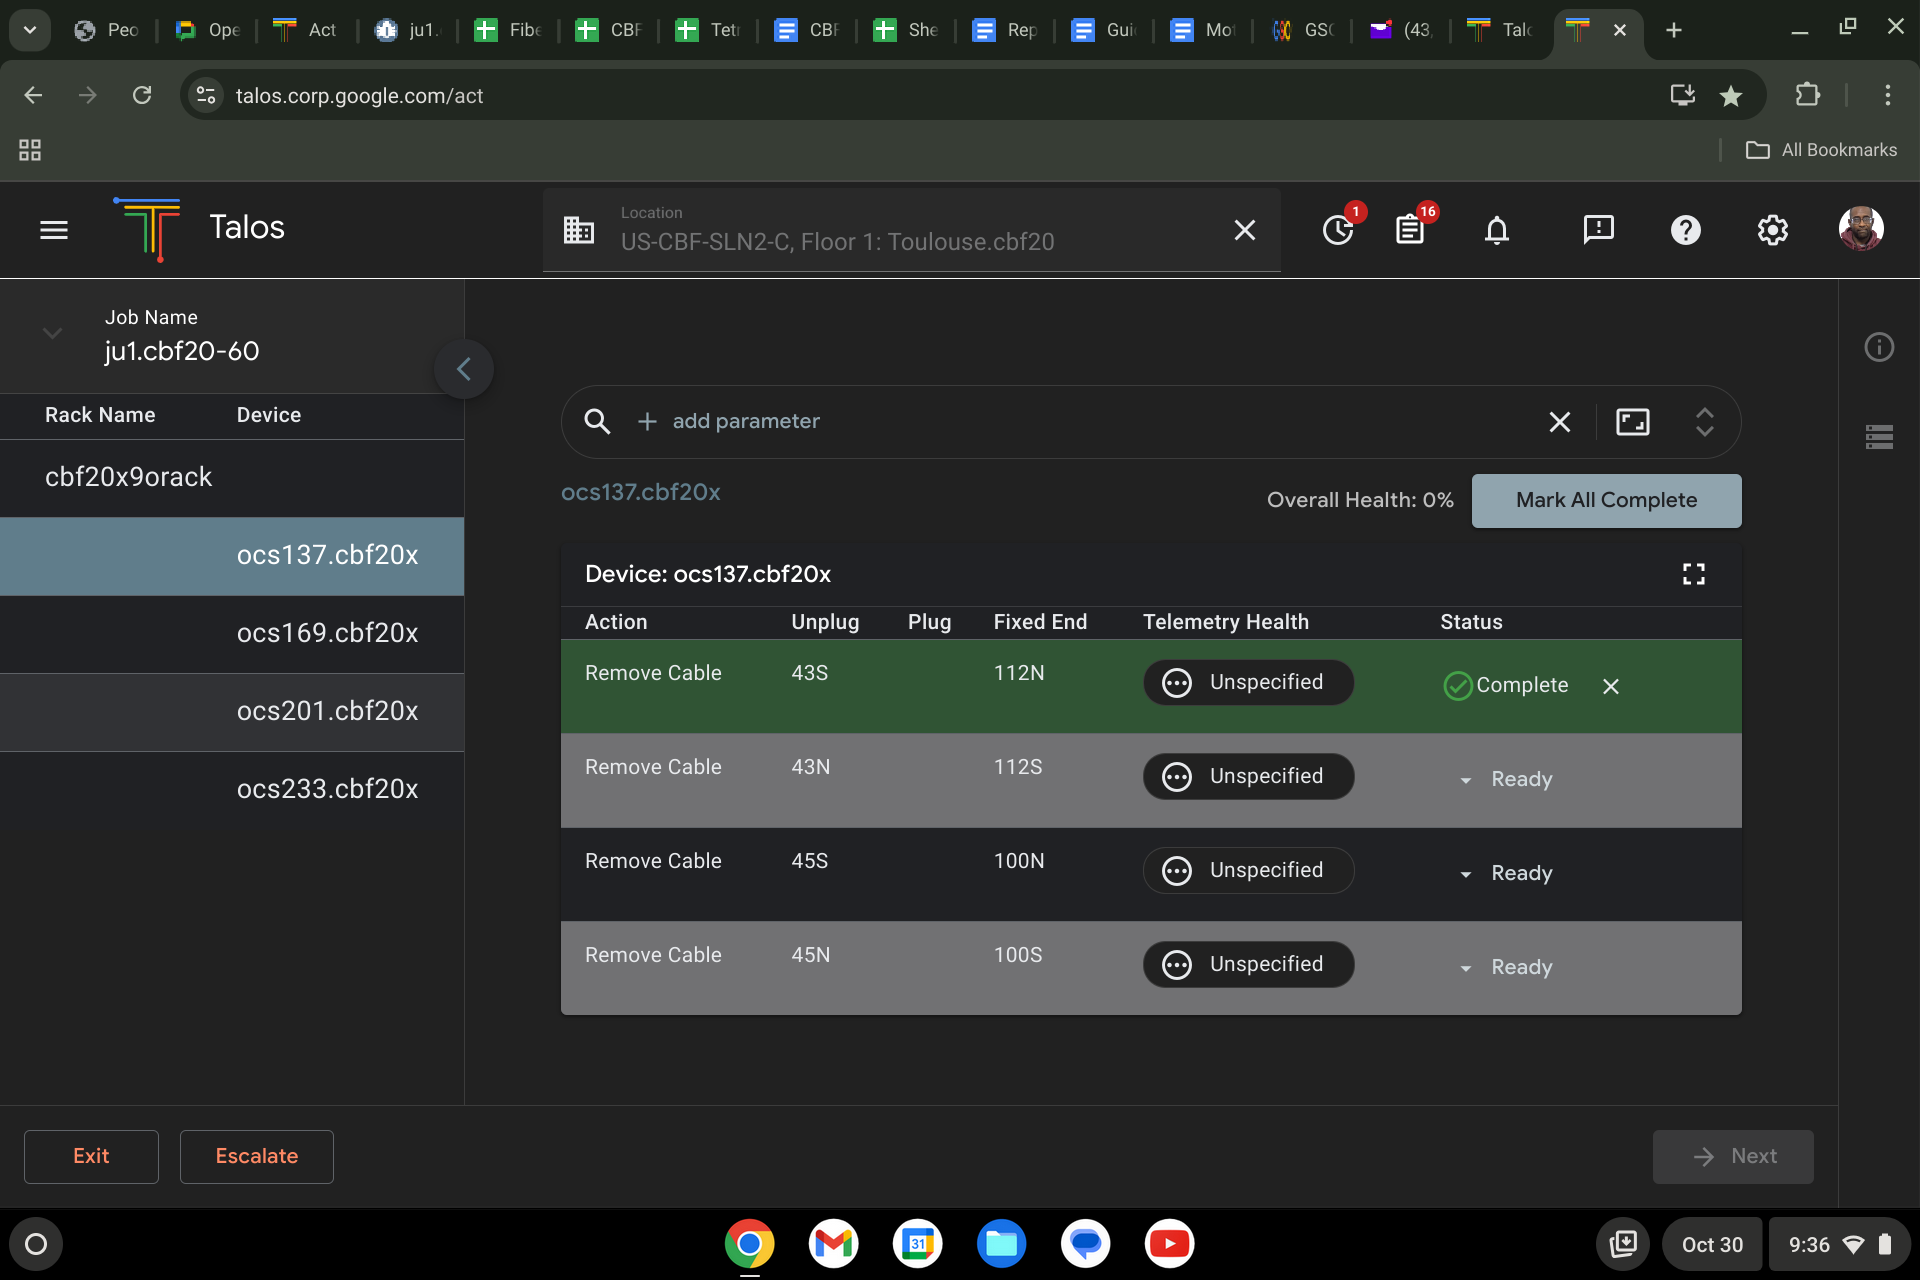 Peo
Ope
Act
ju1.
Fibe
CBF
Tetr
CBF
She
Rep
Gui
Mot
GSO
(43,
Talo
talos.corp.google.com/act
All Bookmarks
Talos
Location
US-CBF-SLN2-C, Floor 1: Toulouse.cbf20
1
16
Job Name
ju1.cbf20-60
Rack Name Device
cbf20x9orack
ocs137.cbf20x
ocs169.cbf20x
ocs201.cbf20x
ocs233.cbf20x
add parameter
ocs137.cbf20x
Overall Health: 0%
Mark All Complete
Device: ocs137.cbf20x
Action Unplug Plug Fixed End Telemetry Health Status
Remove Cable 43S 112N Unspecified Complete
Remove Cable 43N 112S Unspecified Ready
Remove Cable 45S 100N Unspecified Ready
Remove Cable 45N 100S Unspecified Ready
Exit
Escalate
Next
31
Oct 30
9:36